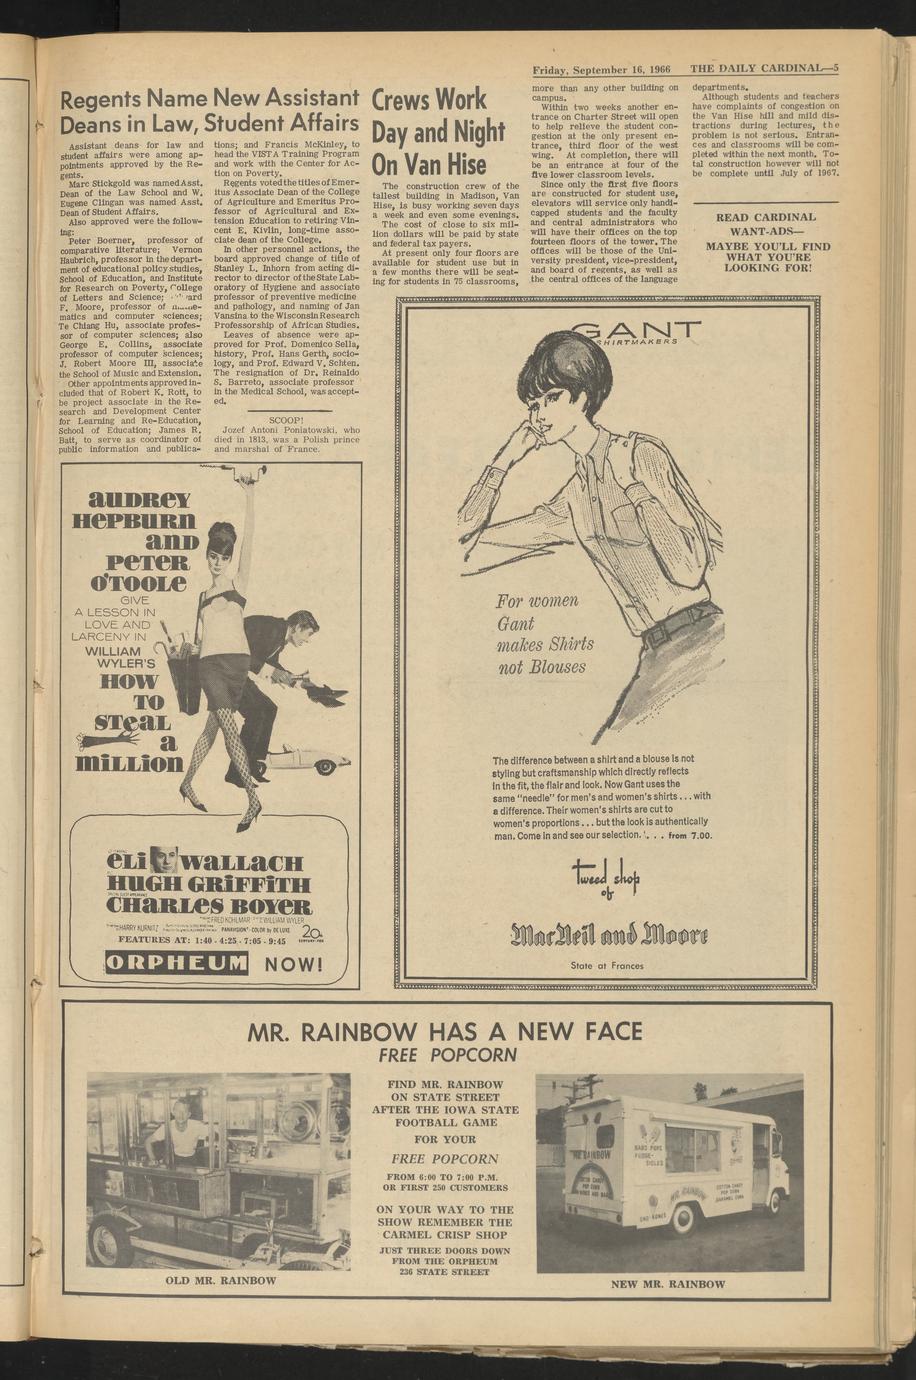 Friday, September 16, 1966 THE DAILY CARDINAL—5
Regents Name New Assistant
Deans in Law, Student Affairs
Assistant deans for law and
student affairs were among ap-
pointments approved by the Re-
gents.
Marc Stickgold was named Asst.
Dean of the Law School and W.
Eugene Clingan was named Asst.
Dean of Student Affairs.
Also approved were the follow-
ing:
Peter Boerner, professor of
comparative literature; Vernon
Haubrich, professor in the depart-
ment of educational policy studies,
School of Education, and Institute
for Research on Poverty, College
of Letters and Science;
F. Moore, professor of
matics and computer sciences;
Te Chiang Hu, associate profes-
sor of computer sciences; also
George E. Collins, associate
professor of computer sciences;
J. Robert Moore III, associate
the School of Music and Extension.
Other appointments approved in-
cluded that of Robert K. Rott, to
be project associate in the Re-
search and Development Center
for Learning and Re-Education,
School of Education; James R.
Batt, to serve as coordinator of
public information and publica-
tions; and Francis McKinley, to
head the VISTA Training Program
and work with the Center for Ac-
tion on Poverty.
Regents voted the titles of Emer-
itus Associate Dean of the College
of Agriculture and Emeritus Pro-
fessor of Agricultural and Ex-
tension Education to retiring Vin-
cent E. Kivlin, long-time asso-
ciate dean of the College.
In other personnel actions, the
board approved change of title of
Stanley L. Inhorn from acting di-
rector to director of the State Lab-
oratory of Hygiene and associate
professor of preventive medicine
and pathology, and naming of Jan
Vansina to the Wisconsin Research
Professorship of African Studies.
Leaves of absence were ap-
proved for Prof. Domenico Sella,
history, Prof. Hans Gerth, socio-
logy, and Prof. Edward V. Schten.
The resignation of Dr. Reinaldo
S. Barreto, associate professor
in the Medical School, was accept-
ed.
SCOOP!
Jozef Antoni Poniatowski, who
died in 1813, was a Polish prince
and marshal of France.
Crews Work
Day and Night
On Van Hise
The construction crew of the
tallest building in Madison, Van
Hise, is busy working seven days
a week and even some evenings.
The cost of close to six mil-
lion dollars will be paid by state
and federal tax payers.
At present only four floors are
available for student use but in
a few months there will be seat-
ing for students in 75 classrooms,
more than any other building on
campus.
Within two weeks another en-
trance on Charter Street will open
to help relieve the student con-
gestion at the only present en-
trance, third floor of the west
wing. At completion, there will
be an entrance at four of the
five lower classroom levels.
Since only the first five floors
are constructed for student use,
elevators will service only handi-
capped students and the faculty
and central administrators who
will have their offices on the top
fourteen floors of the tower. The
offices will be those of the Uni-
versity president, vice-president,
and board of regents, as well as
the central offices of the language
departments.
Although students and teachers
have complaints of congestion on
the Van Hise hill and mild dis-
tractions during lectures, the
problem is not serious. Entran-
ces and classrooms will be com-
pleted within the next month. To-
tal construction however will not
be complete until July of 1967.
READ CARDINAL
WANT-ADS—
MAYBE YOU'LL FIND
WHAT YOU'RE
LOOKING FOR!
AUDREY
HEPBURN
AND
PETER
O'TOOLE
GIVE
A LESSON IN
LOVE AND
LARCENY IN
WILLIAM
WYLER'S
HOW
TO
STEAL
a
MILLION
ELI WALLACH
HUGH GRIFFITH
CHARLES BOYER
FRED KOHLMAR WILLIAM WYLER
HARRY KURNITZ PANAVISION® COLOR by DE LUXE 20th CENTURY-FOX
FEATURES AT: 1:40 - 4:25 - 7:05 - 9:45
ORPHEUM NOW!
GANT
SHIRTMAKERS
For women
Gant
makes Shirts
not Blouses
The difference between a shirt and a blouse is not
styling but craftsmanship which directly reflects
in the fit, the flair and look. Now Gant uses the
same "needle" for men's and women's shirts . . . with
a difference. Their women's shirts are cut to
women's proportions . . . but the look is authentically
man. Come in and see our selection. . . . from 7.00.
tweed shop
of
MacNeil and Moore
State at Frances
MR. RAINBOW HAS A NEW FACE
FREE POPCORN
FIND MR. RAINBOW
ON STATE STREET
AFTER THE IOWA STATE
FOOTBALL GAME
FOR YOUR
FREE POPCORN
FROM 6:00 TO 7:00 P.M.
OR FIRST 250 CUSTOMERS
ON YOUR WAY TO THE
SHOW REMEMBER THE
CARMEL CRISP SHOP
JUST THREE DOORS DOWN
FROM THE ORPHEUM
236 STATE STREET
OLD MR. RAINBOW
MR RAINBOW
HARD POPS
FUDGE-
SICLES
COTTON CANDY
POP CORN
MR. RAINBOW
COTTON CANDY
POP CORN
CARAMEL CORN
SNO-KONES
NEW MR. RAINBOW